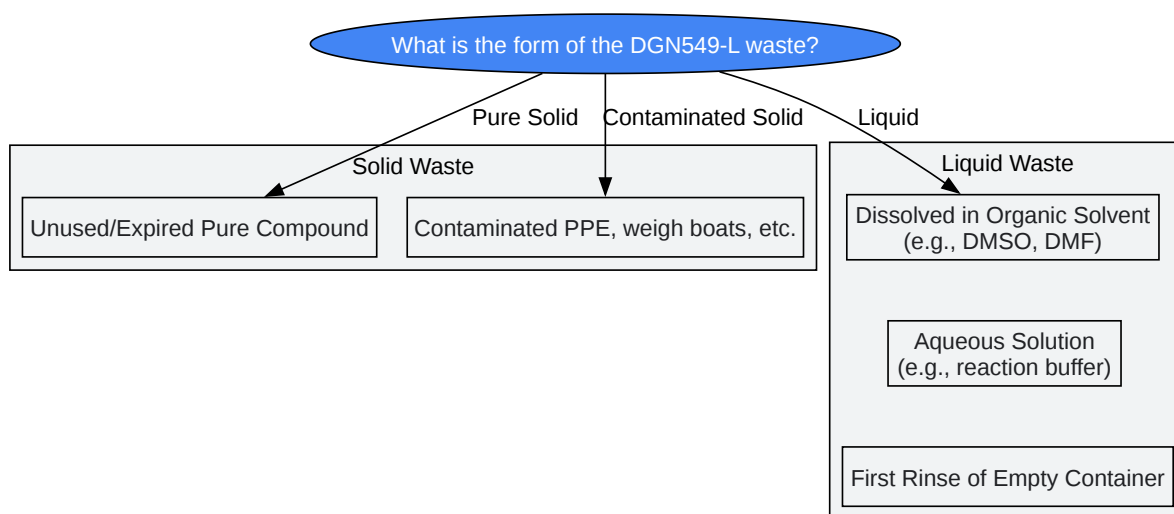 What is the form of the DGN549-L waste?
Pure Solid
Contaminated Solid
Liquid
Solid Waste
Liquid Waste
Unused/Expired Pure Compound
Contaminated PPE, weigh boats, etc.
Dissolved in Organic Solvent
(e.g., DMSO, DMF)
Aqueous Solution
(e.g., reaction buffer)
First Rinse of Empty Container